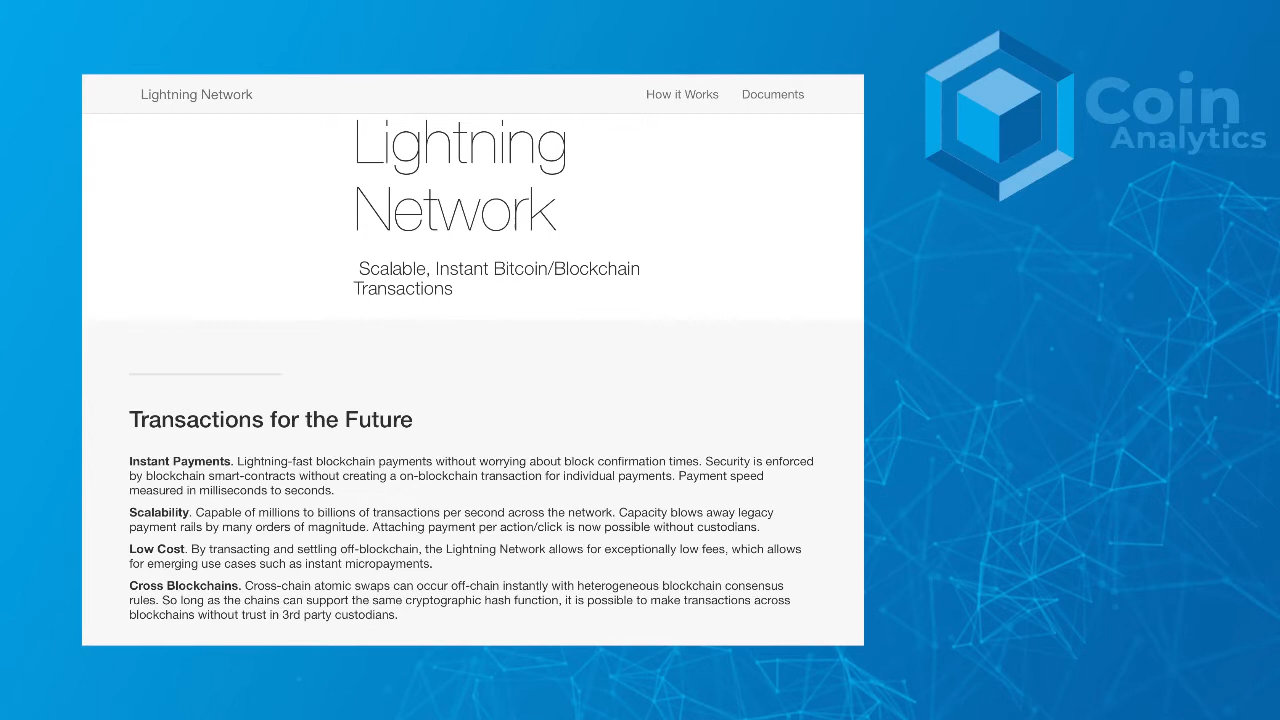 Lightning Network
How it Works
Documents
Coin
Analytics
Lightning
Network
Scalable, Instant Bitcoin/Blockchain
Transactions
Transactions for the Future
Instant Payments. Lightning-fast blockchain payments without worrying about block confirmation times. Security is enforced
by blockchain smart-contracts without creating a on-blockchain transaction for individual payments. Payment speed
measured in milliseconds to seconds.
Scalability. Capable of millions to billions of transactions per second across the network. Capacity blows away legacy
payment rails by many orders of magnitude. Attaching payment per action/click is now possible without custodians.
Low Cost. By transacting and settling off-blockchain, the Lightning Network allows for exceptionally low fees, which allows
for emerging use cases such as instant micropayments.
Cross Blockchains. Cross-chain atomic swaps can occur off-chain instantly with heterogeneous blockchain consensus
rules. So long as the chains can support the same cryptographic hash function, it is possible to make transactions across
blockchains without trust in 3rd party custodians.